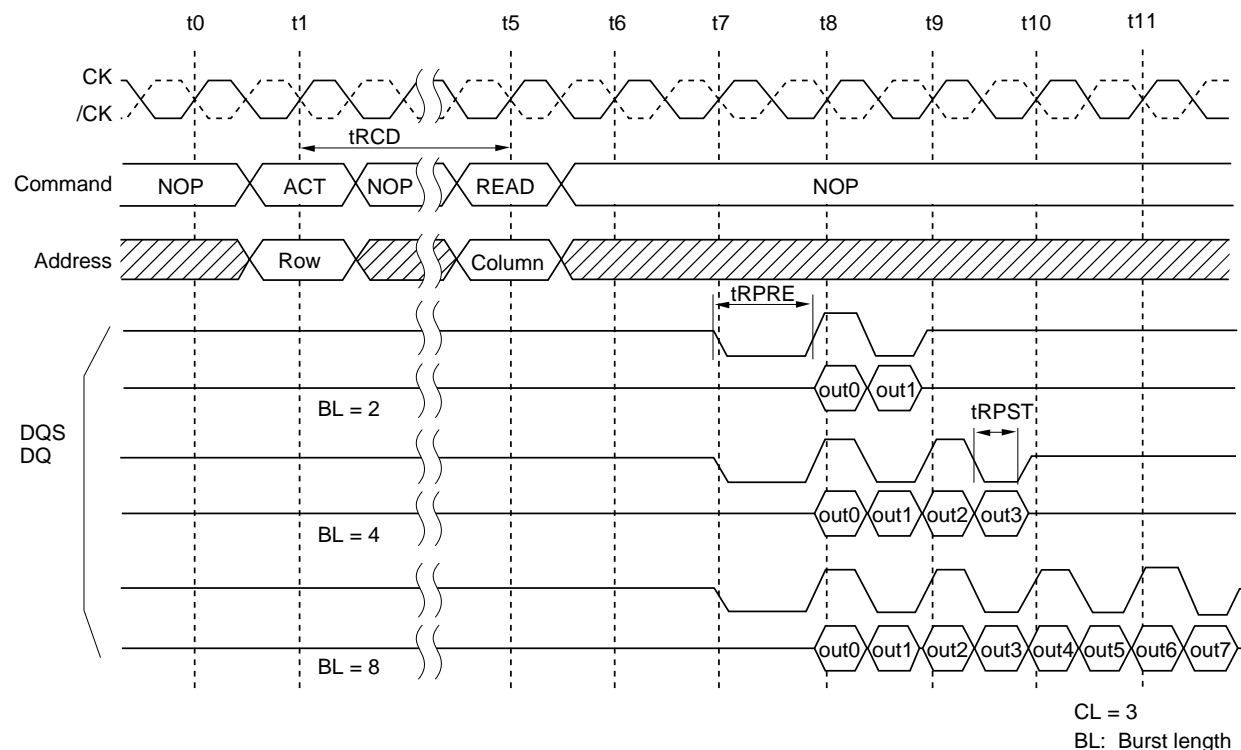 t0 t1 t5 t6 t7 t8 t9 t10 t11
CK
/CK
tRCD
Command NOP ACT NOP READ NOP
Address Row Column
tRPRE
out0 out1
BL = 2
tRPST
DQS
DQ
out0 out1 out2 out3
BL = 4
out0 out1 out2 out3 out4 out5 out6 out7
BL = 8
CL = 3
BL: Burst length